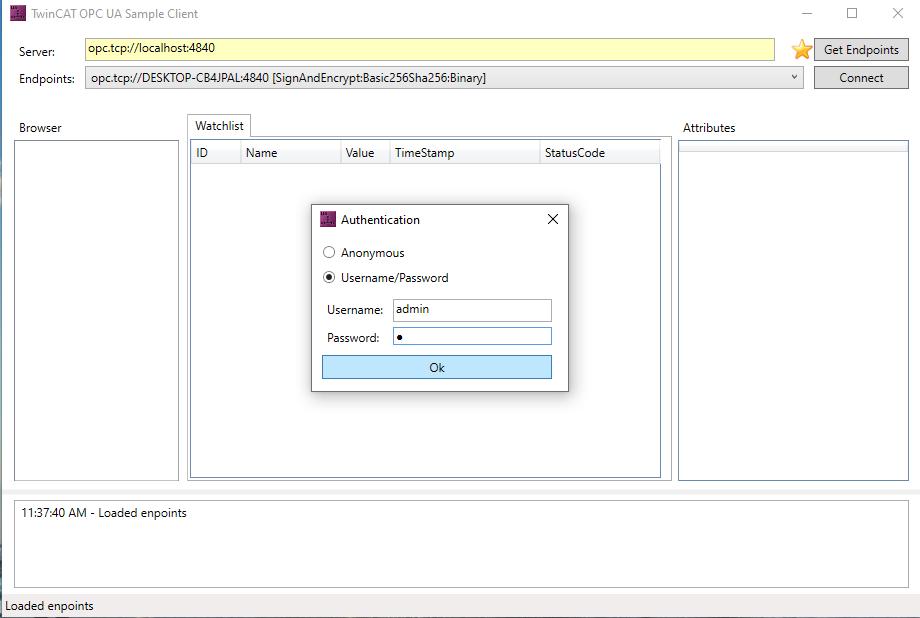 TwinCAT OPC UA Sample Client
Server: opc.tcp://localhost:4840 Get Endpoints
Endpoints: opc.tcp://DESKTOP-CB4JPAL:4840 [SignAndEncrypt:Basic256Sha256:Binary] Connect
Browser
Watchlist
Attributes
ID Name Value TimeStamp StatusCode
Authentication
Anonymous
Username/Password
Username: admin
Password: ●
Ok
11:37:40 AM - Loaded enpoints
Loaded enpoints